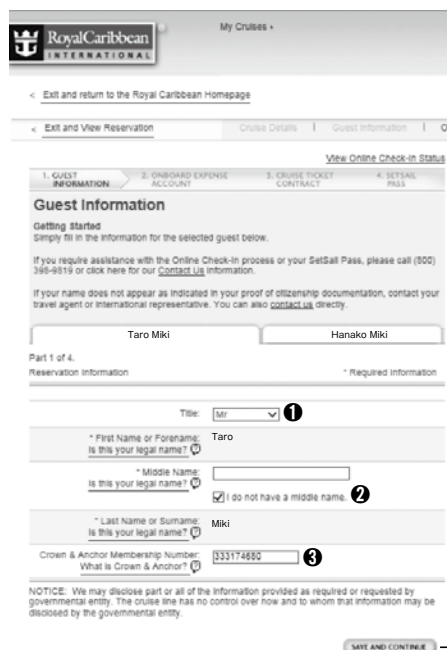 My Cruises
RoyalCaribbean
INTERNATIONAL
< Exit and return to the Royal Caribbean Homepage
< Exit and View Reservation Cruise Details | Guest Information | O
View Online Check-In Status
1. GUEST INFORMATION 2. ONBOARD EXPENSE ACCOUNT 3. CRUISE TICKET CONTRACT 4. SETSAIL PASS
Guest Information
Getting Started
Simply fill in the information for the selected guest below.
If you require assistance with the Online Check-In process or your SetSail Pass, please call (800)
398-9819 or click here for our Contact Us information.
If your name does not appear as indicated in your proof of citizenship documentation, contact your
travel agent or international representative. You can also contact us directly.
Taro Miki Hanako Miki
Part 1 of 4.
Reservation Information * Required Information
Title: Mr ❶
* First Name or Forename: Taro
Is this your legal name? ?
* Middle Name:
Is this your legal name? ?
I do not have a middle name. ❷
* Last Name or Surname: Miki
Is this your legal name? ?
Crown & Anchor Membership Number: 333174680 ❸
What is Crown & Anchor? ?
NOTICE: We may disclose part or all of the information provided as required or requested by
governmental entity. The cruise line has no control over how and to whom that information may be
disclosed by the governmental entity.
SAVE AND CONTINUE